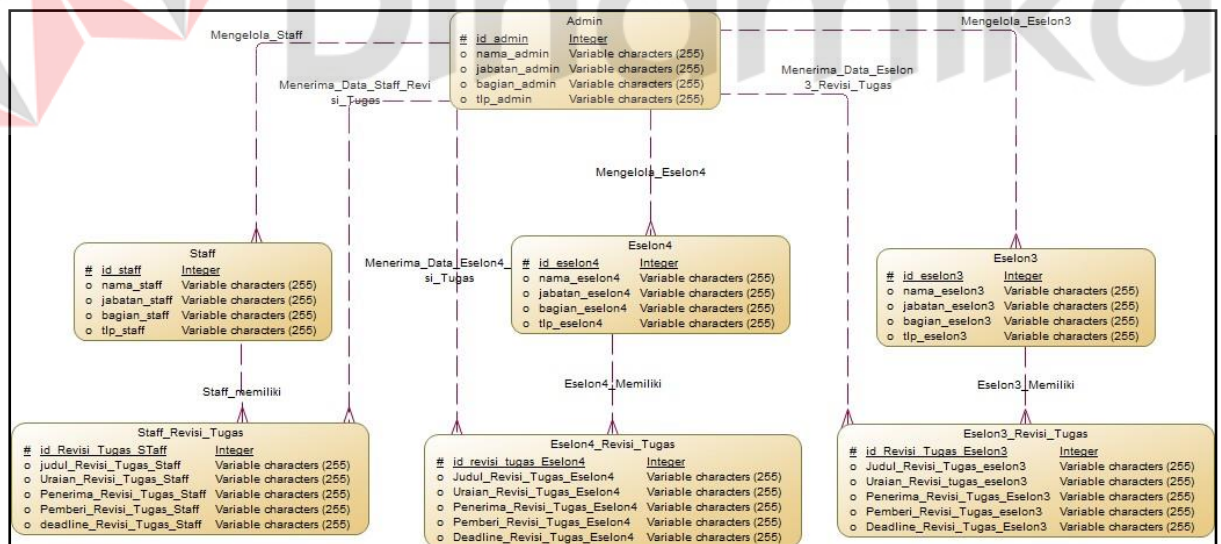 Dinamika
Admin
# id_admin Integer
o nama_admin Variable characters (255)
o jabatan_admin Variable characters (255)
o bagian_admin Variable characters (255)
o tlp_admin Variable characters (255)
Mengelola_Staff
Mengelola_Eselon3
Menerima_Data_Staff_Revi
si_Tugas
Menerima_Data_Eselon
3_Revisi_Tugas
Mengelola_Eselon4
Menerima_Data_Eselon4_
si_Tugas
Staff
# id_staff Integer
o nama_staff Variable characters (255)
o jabatan_staff Variable characters (255)
o bagian_staff Variable characters (255)
o tlp_staff Variable characters (255)
Eselon4
# id_eselon4 Integer
o nama_eselon4 Variable characters (255)
o jabatan_eselon4 Variable characters (255)
o bagian_eselon4 Variable characters (255)
o tlp_eselon4 Variable characters (255)
Eselon3
# id_eselon3 Integer
o nama_eselon3 Variable characters (255)
o jabatan_eselon3 Variable characters (255)
o bagian_eselon3 Variable characters (255)
o tlp_eselon3 Variable characters (255)
Staff_memiliki
Eselon4_Memiliki
Eselon3_Memiliki
Staff_Revisi_Tugas
# id_Revisi_Tugas_STaff Integer
o judul_Revisi_Tugas_Staff Variable characters (255)
o Uraian_Revisi_Tugas_Staff Variable characters (255)
o Penerima_Revisi_Tugas_Staff Variable characters (255)
o Pemberi_Revisi_Tugas_Staff Variable characters (255)
o deadline_Revisi_Tugas_Staff Variable characters (255)
Eselon4_Revisi_Tugas
# id_revisi_tugas_Eselon4 Integer
o Judul_Revisi_Tugas_Eselon4 Variable characters (255)
o Uraian_Revisi_Tugas_Eselon4 Variable characters (255)
o Penerima_Revisi_Tugas_Eselon4 Variable characters (255)
o Pemberi_Revisi_Tugas_Eselon4 Variable characters (255)
o Deadline_Revisi_Tugas_Eselon4 Variable characters (255)
Eselon3_Revisi_Tugas
# id_Revisi_Tugas_Eselon3 Integer
o Judul_Revisi_Tugas_eselon3 Variable characters (255)
o Uraian_Revisi_tugas_eselon3 Variable characters (255)
o Penerima_Revisi_Tugas_Eselon3 Variable characters (255)
o Pemberi_Revisi_Tugas_eselon3 Variable characters (255)
o Deadline_Revisi_Tugas_Eselon3 Variable characters (255)